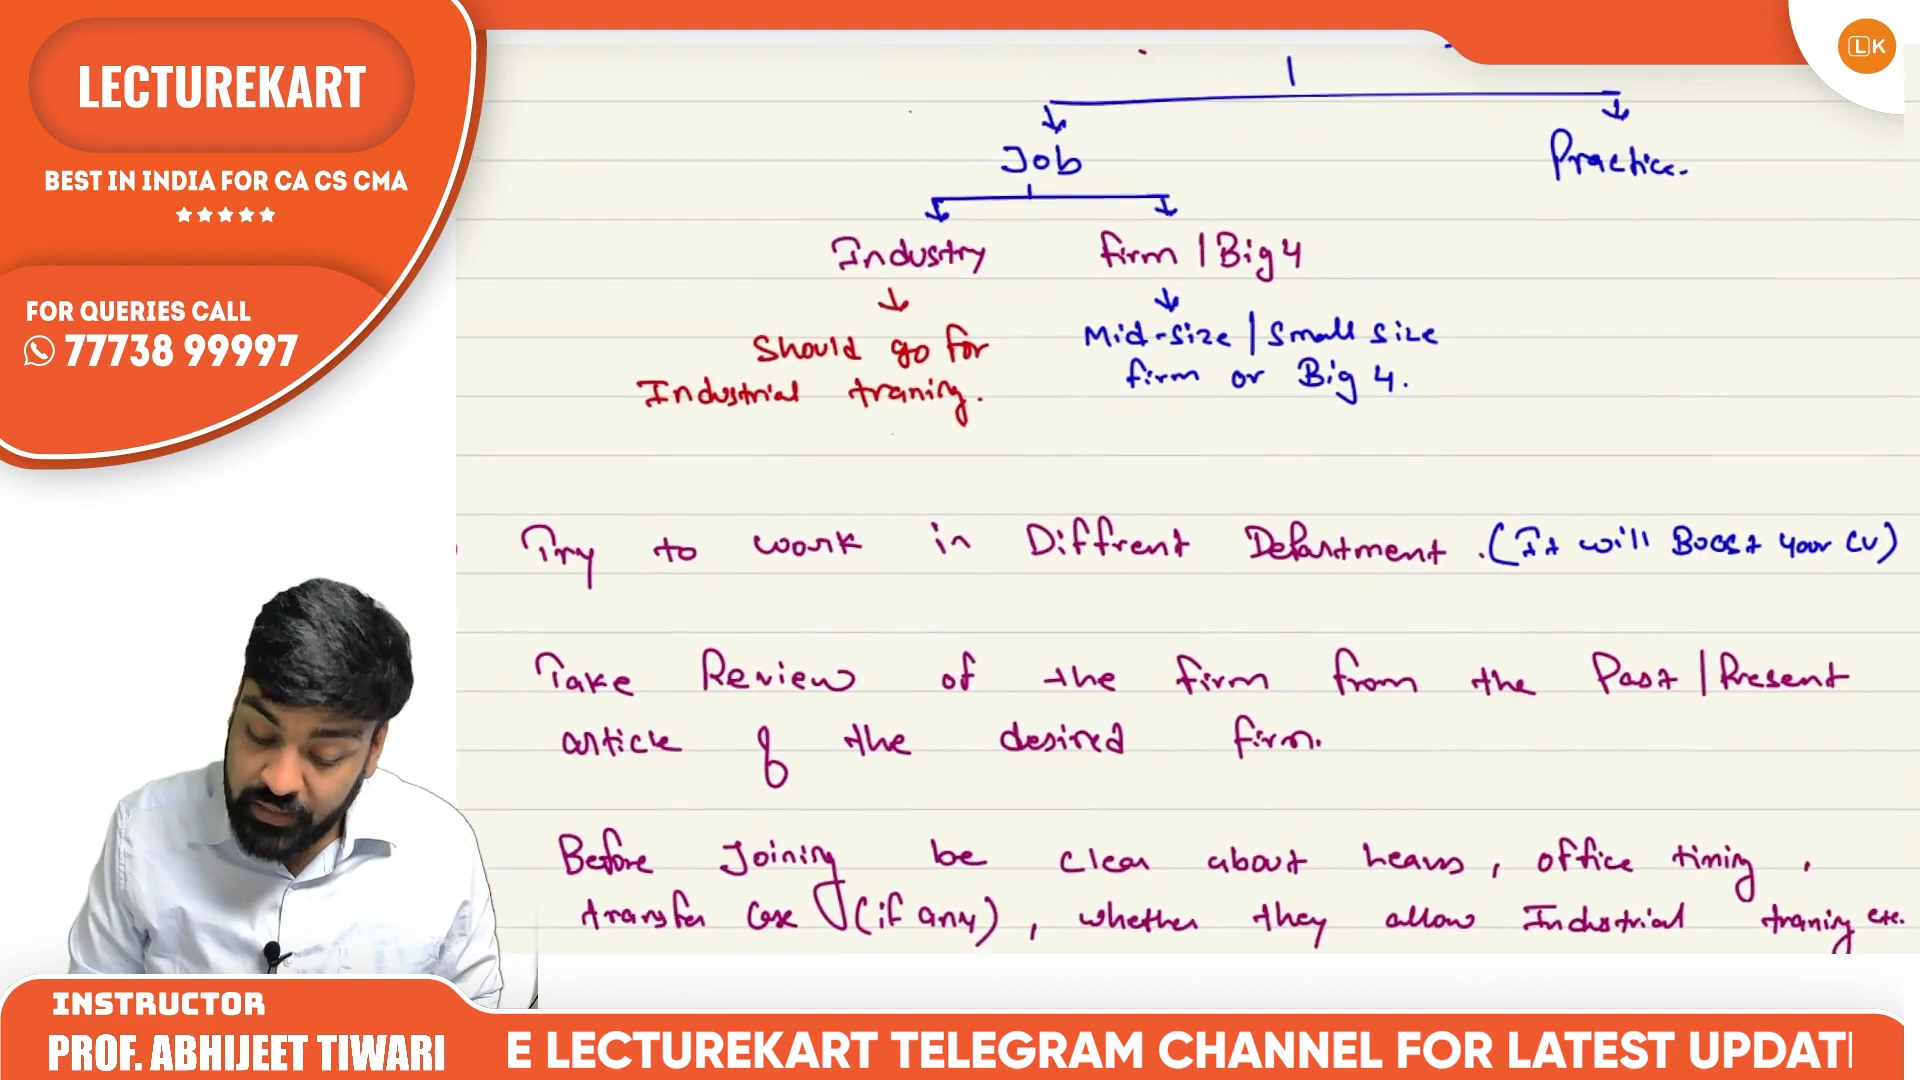 LECTUREKART
BEST IN INDIA FOR CA CS CMA
FOR QUERIES CALL
77738 99997
LK
Job
Practice.
Industry
firm | Big 4
Should go for
Industrial traning.
Mid-size | Small size
firm or Big 4.
Try to work in Diffrent Department. (It will Boost your CV)
Take Review of the firm from the Past | Present
article of the desired firm.
Before Joining be clear about
, office timing ,
transfer Case (if any), whether they allow Industrial traning etc.
INSTRUCTOR
PROF. ABHIJEET TIWARI
E LECTUREKART TELEGRAM CHANNEL FOR LATEST UPDATI